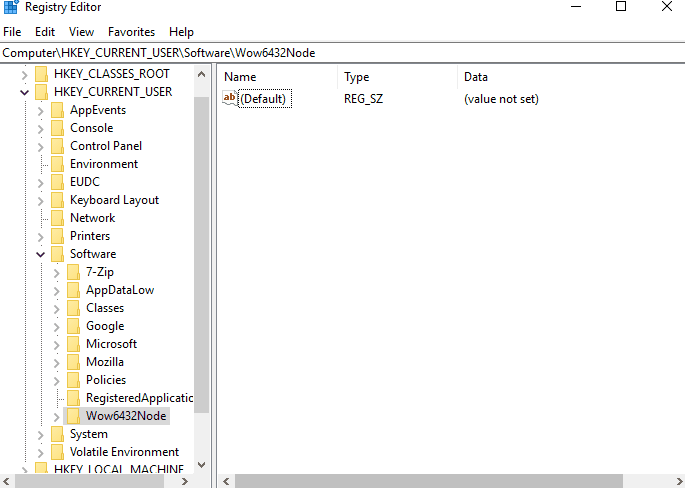 Registry Editor
File Edit View Favorites Help
Computer\HKEY_CURRENT_USER\Software\Wow6432Node
HKEY_CLASSES_ROOT
HKEY_CURRENT_USER
AppEvents
Console
Control Panel
Environment
EUDC
Keyboard Layout
Network
Printers
Software
7-Zip
AppDataLow
Classes
Google
Microsoft
Mozilla
Policies
RegisteredApplicatic
Wow6432Node
System
Volatile Environment
HKEY_LOCAL_MACHINE
Name Type Data
ab (Default) REG_SZ (value not set)